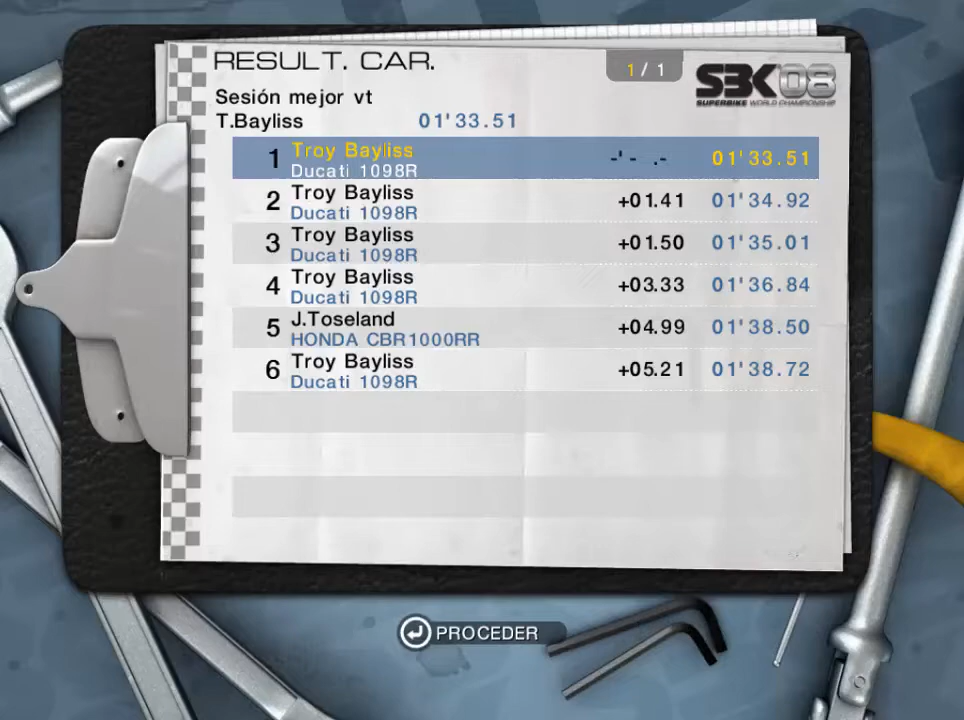 RESULT. CAR.
1 / 1
SBK'08
SUPERBIKE WORLD CHAMPIONSHIP
Sesión mejor vt
T.Bayliss 01'33.51
1 Troy Bayliss -'- .- 01'33.51
Ducati 1098R
2 Troy Bayliss +01.41 01'34.92
Ducati 1098R
3 Troy Bayliss +01.50 01'35.01
Ducati 1098R
4 Troy Bayliss +03.33 01'36.84
Ducati 1098R
5 J.Toseland +04.99 01'38.50
HONDA CBR1000RR
6 Troy Bayliss +05.21 01'38.72
Ducati 1098R
PROCEDER